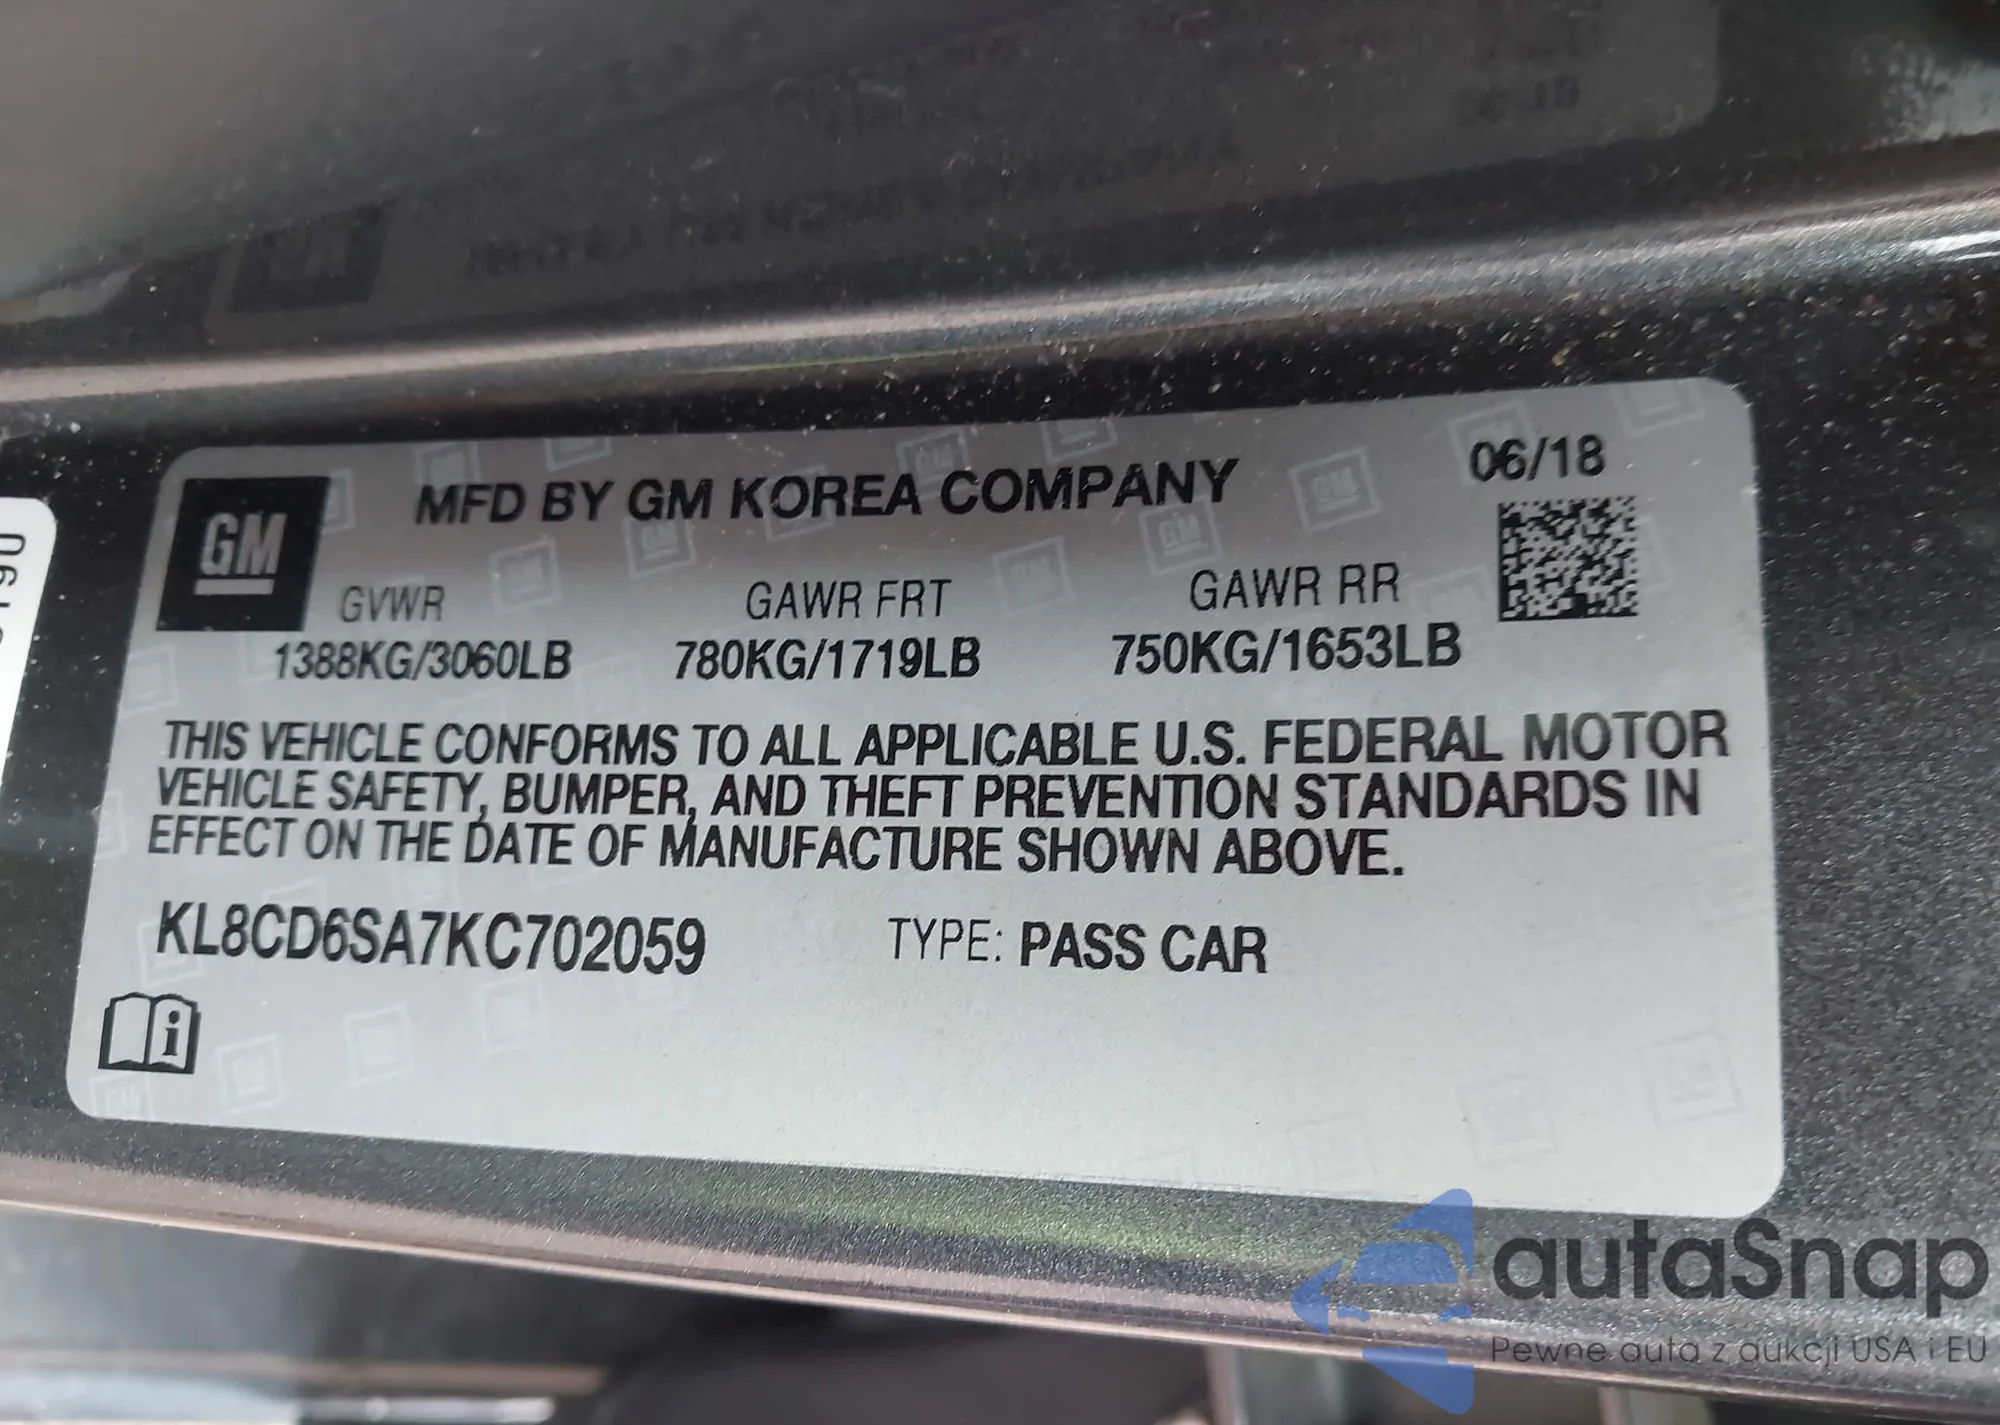 06/18
MFD BY GM KOREA COMPANY
GM
GVWR GAWR FRT GAWR RR
1388KG/3060LB 780KG/1719LB 750KG/1653LB
THIS VEHICLE CONFORMS TO ALL APPLICABLE U.S. FEDERAL MOTOR
VEHICLE SAFETY, BUMPER, AND THEFT PREVENTION STANDARDS IN
EFFECT ON THE DATE OF MANUFACTURE SHOWN ABOVE.
KL8CD6SA7KC702059 TYPE: PASS CAR
i
autaSnap
Pewne auta z aukcji USA i EU